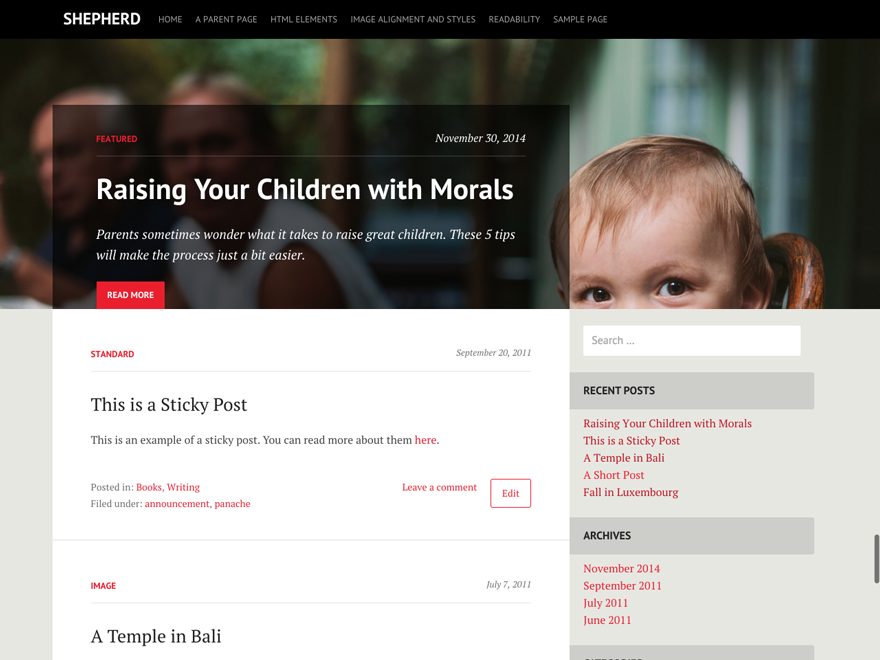 SHEPHERD HOME A PARENT PAGE HTML ELEMENTS IMAGE ALIGNMENT AND STYLES READABILITY SAMPLE PAGE
FEATURED November 30, 2014
Raising Your Children with Morals
Parents sometimes wonder what it takes to raise great children. These 5 tips
will make the process just a bit easier.
READ MORE
STANDARD September 20, 2011
This is a Sticky Post
This is an example of a sticky post. You can read more about them here.
Posted in: Books, Writing
Filed under: announcement, panache
Leave a comment Edit
IMAGE July 7, 2011
A Temple in Bali
Search ...
RECENT POSTS
Raising Your Children with Morals
This is a Sticky Post
A Temple in Bali
A Short Post
Fall in Luxembourg
ARCHIVES
November 2014
September 2011
July 2011
June 2011